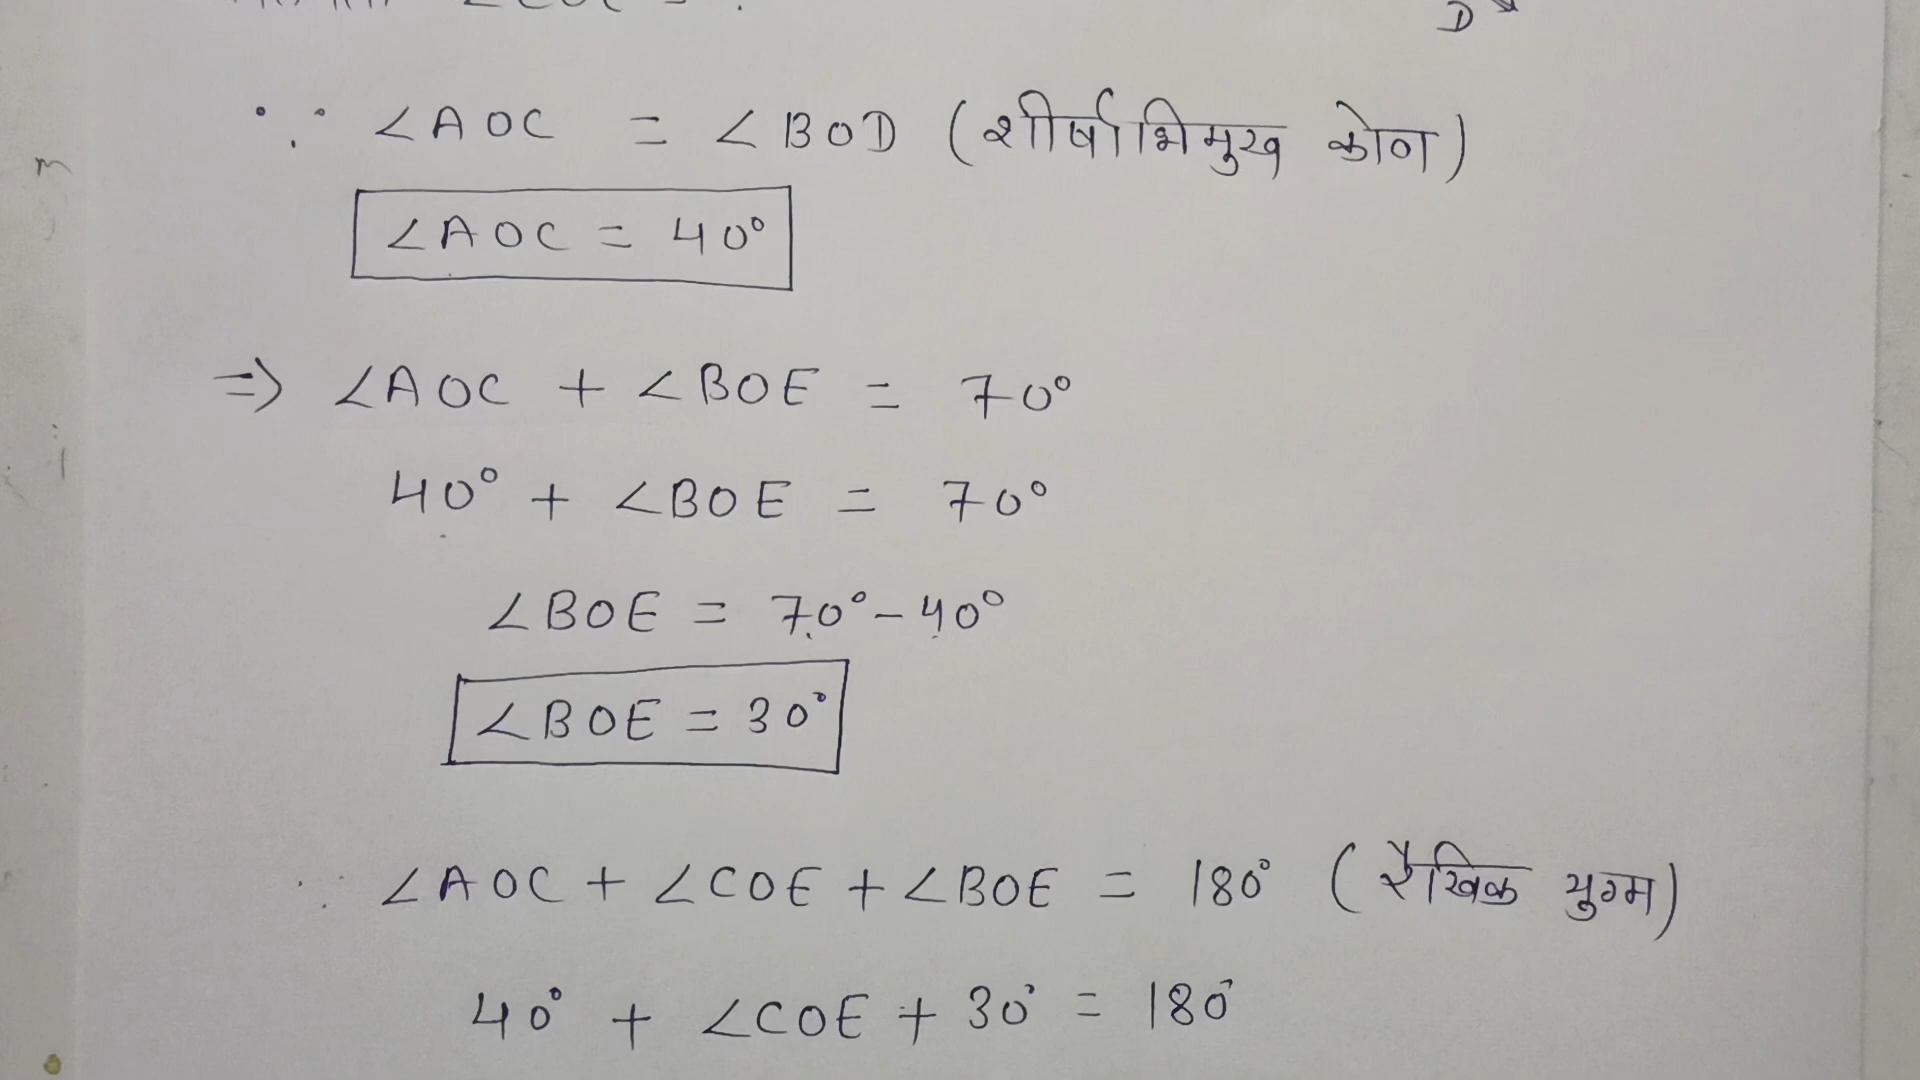 D
∵ ∠AOC = ∠BOD (शीर्षाभिमुख कोण)
∠AOC = 40°
⇒ ∠AOC + ∠BOE = 70°
40° + ∠BOE = 70°
∠BOE = 70° - 40°
∠BOE = 30°
∵ ∠AOC + ∠COE + ∠BOE = 180° (रैखिक युग्म)
40° + ∠COE + 30° = 180°